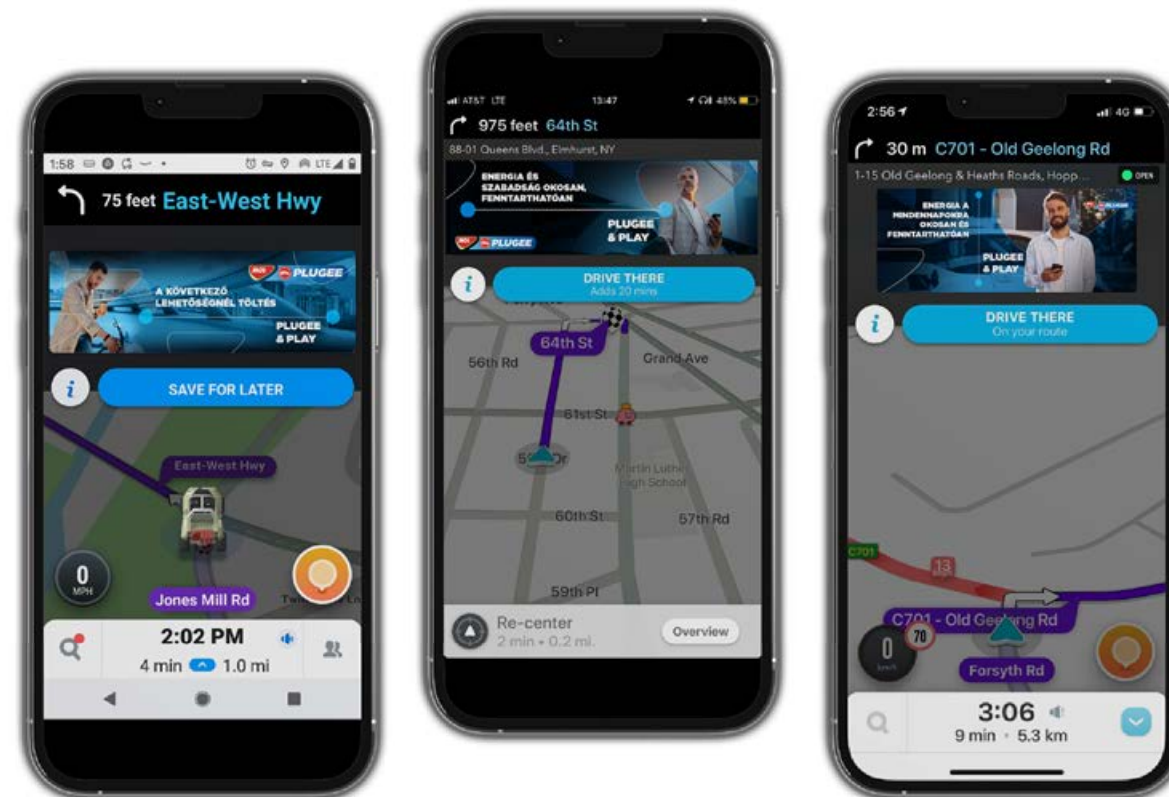 1:58
LTE
75 feet East-West Hwy
MOL PLUGEE
A KÖVETKEZŐ
LEHETŐSÉGNÉL TÖLTÉS
PLUGEE
& PLAY
i
SAVE FOR LATER
East-West Hwy
0
MPH
Jones Mill Rd
2:02 PM
4 min 1.0 mi
AT&T LTE 13:47 48%
975 feet 64th St
88-01 Queens Blvd., Elmhurst, NY
ENERGIA ÉS
SZABADSÁG OKOSAN,
FENNTARTHATÓAN
PLUGEE
& PLAY
MOL PLUGEE
i
DRIVE THERE
Adds 20 mins
64th St
56th Rd
Grand Ave
61st St
Martin Luther
High School
60th St
57th Rd
59th Pl
Re-center
2 min • 0.2 mi.
Overview
2:56 4G
30 m C701 - Old Geelong Rd
1-15 Old Geelong & Heaths Roads, Hopp... OPEN
ENERGIA A
MINDENNAPOKRA
OKOSAN ÉS
FENNTARTHATÓAN
MOL PLUGEE
PLUGEE
& PLAY
i
DRIVE THERE
On your route
C701
13
C701 - Old Geelong Rd
0
km/h
70
Forsyth Rd
3:06
9 min • 5.3 km